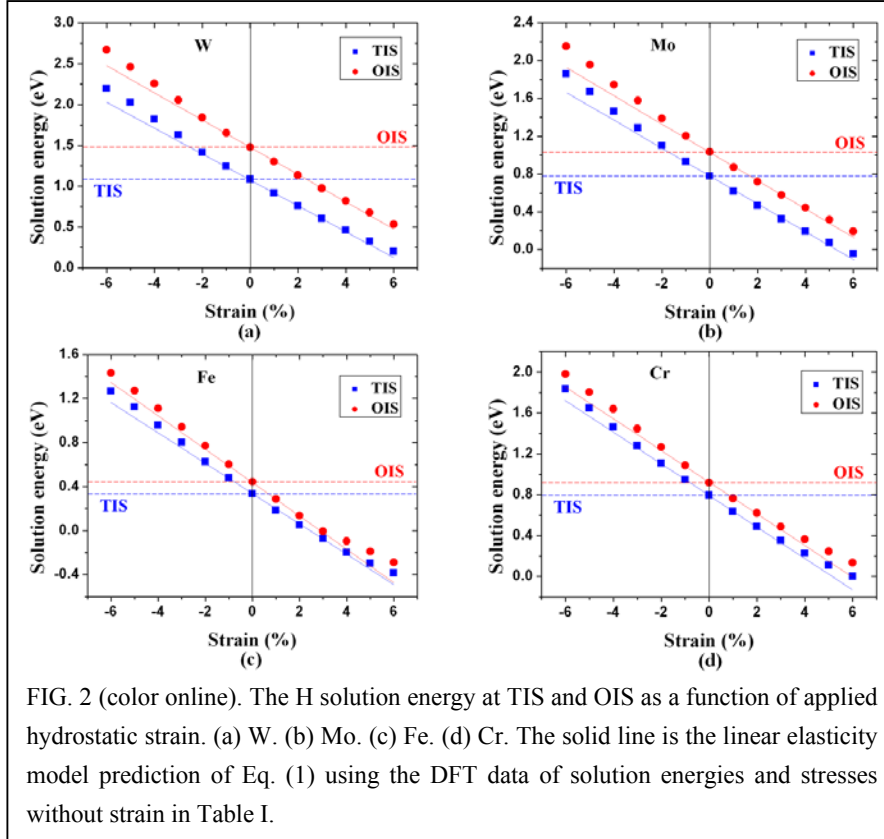 3.0
2.5
2.0
1.5
1.0
0.5
0.0
Solution energy (eV)
W
TIS
OIS
OIS
TIS
-6 -4 -2 0 2 4 6
Strain (%)
(a)
2.4
2.0
1.6
1.2
0.8
0.4
0.0
Solution energy (eV)
Mo
TIS
OIS
OIS
TIS
-6 -4 -2 0 2 4 6
Strain (%)
(b)
1.6
1.2
0.8
0.4
0.0
-0.4
Solution energy (eV)
Fe
TIS
OIS
OIS
TIS
-6 -4 -2 0 2 4 6
Strain (%)
(c)
2.0
1.6
1.2
0.8
0.4
0.0
Solution energy (eV)
Cr
TIS
OIS
OIS
TIS
-6 -4 -2 0 2 4 6
Strain (%)
(d)
FIG. 2 (color online). The H solution energy at TIS and OIS as a function of applied
hydrostatic strain. (a) W. (b) Mo. (c) Fe. (d) Cr. The solid line is the linear elasticity
model prediction of Eq. (1) using the DFT data of solution energies and stresses
without strain in Table I.